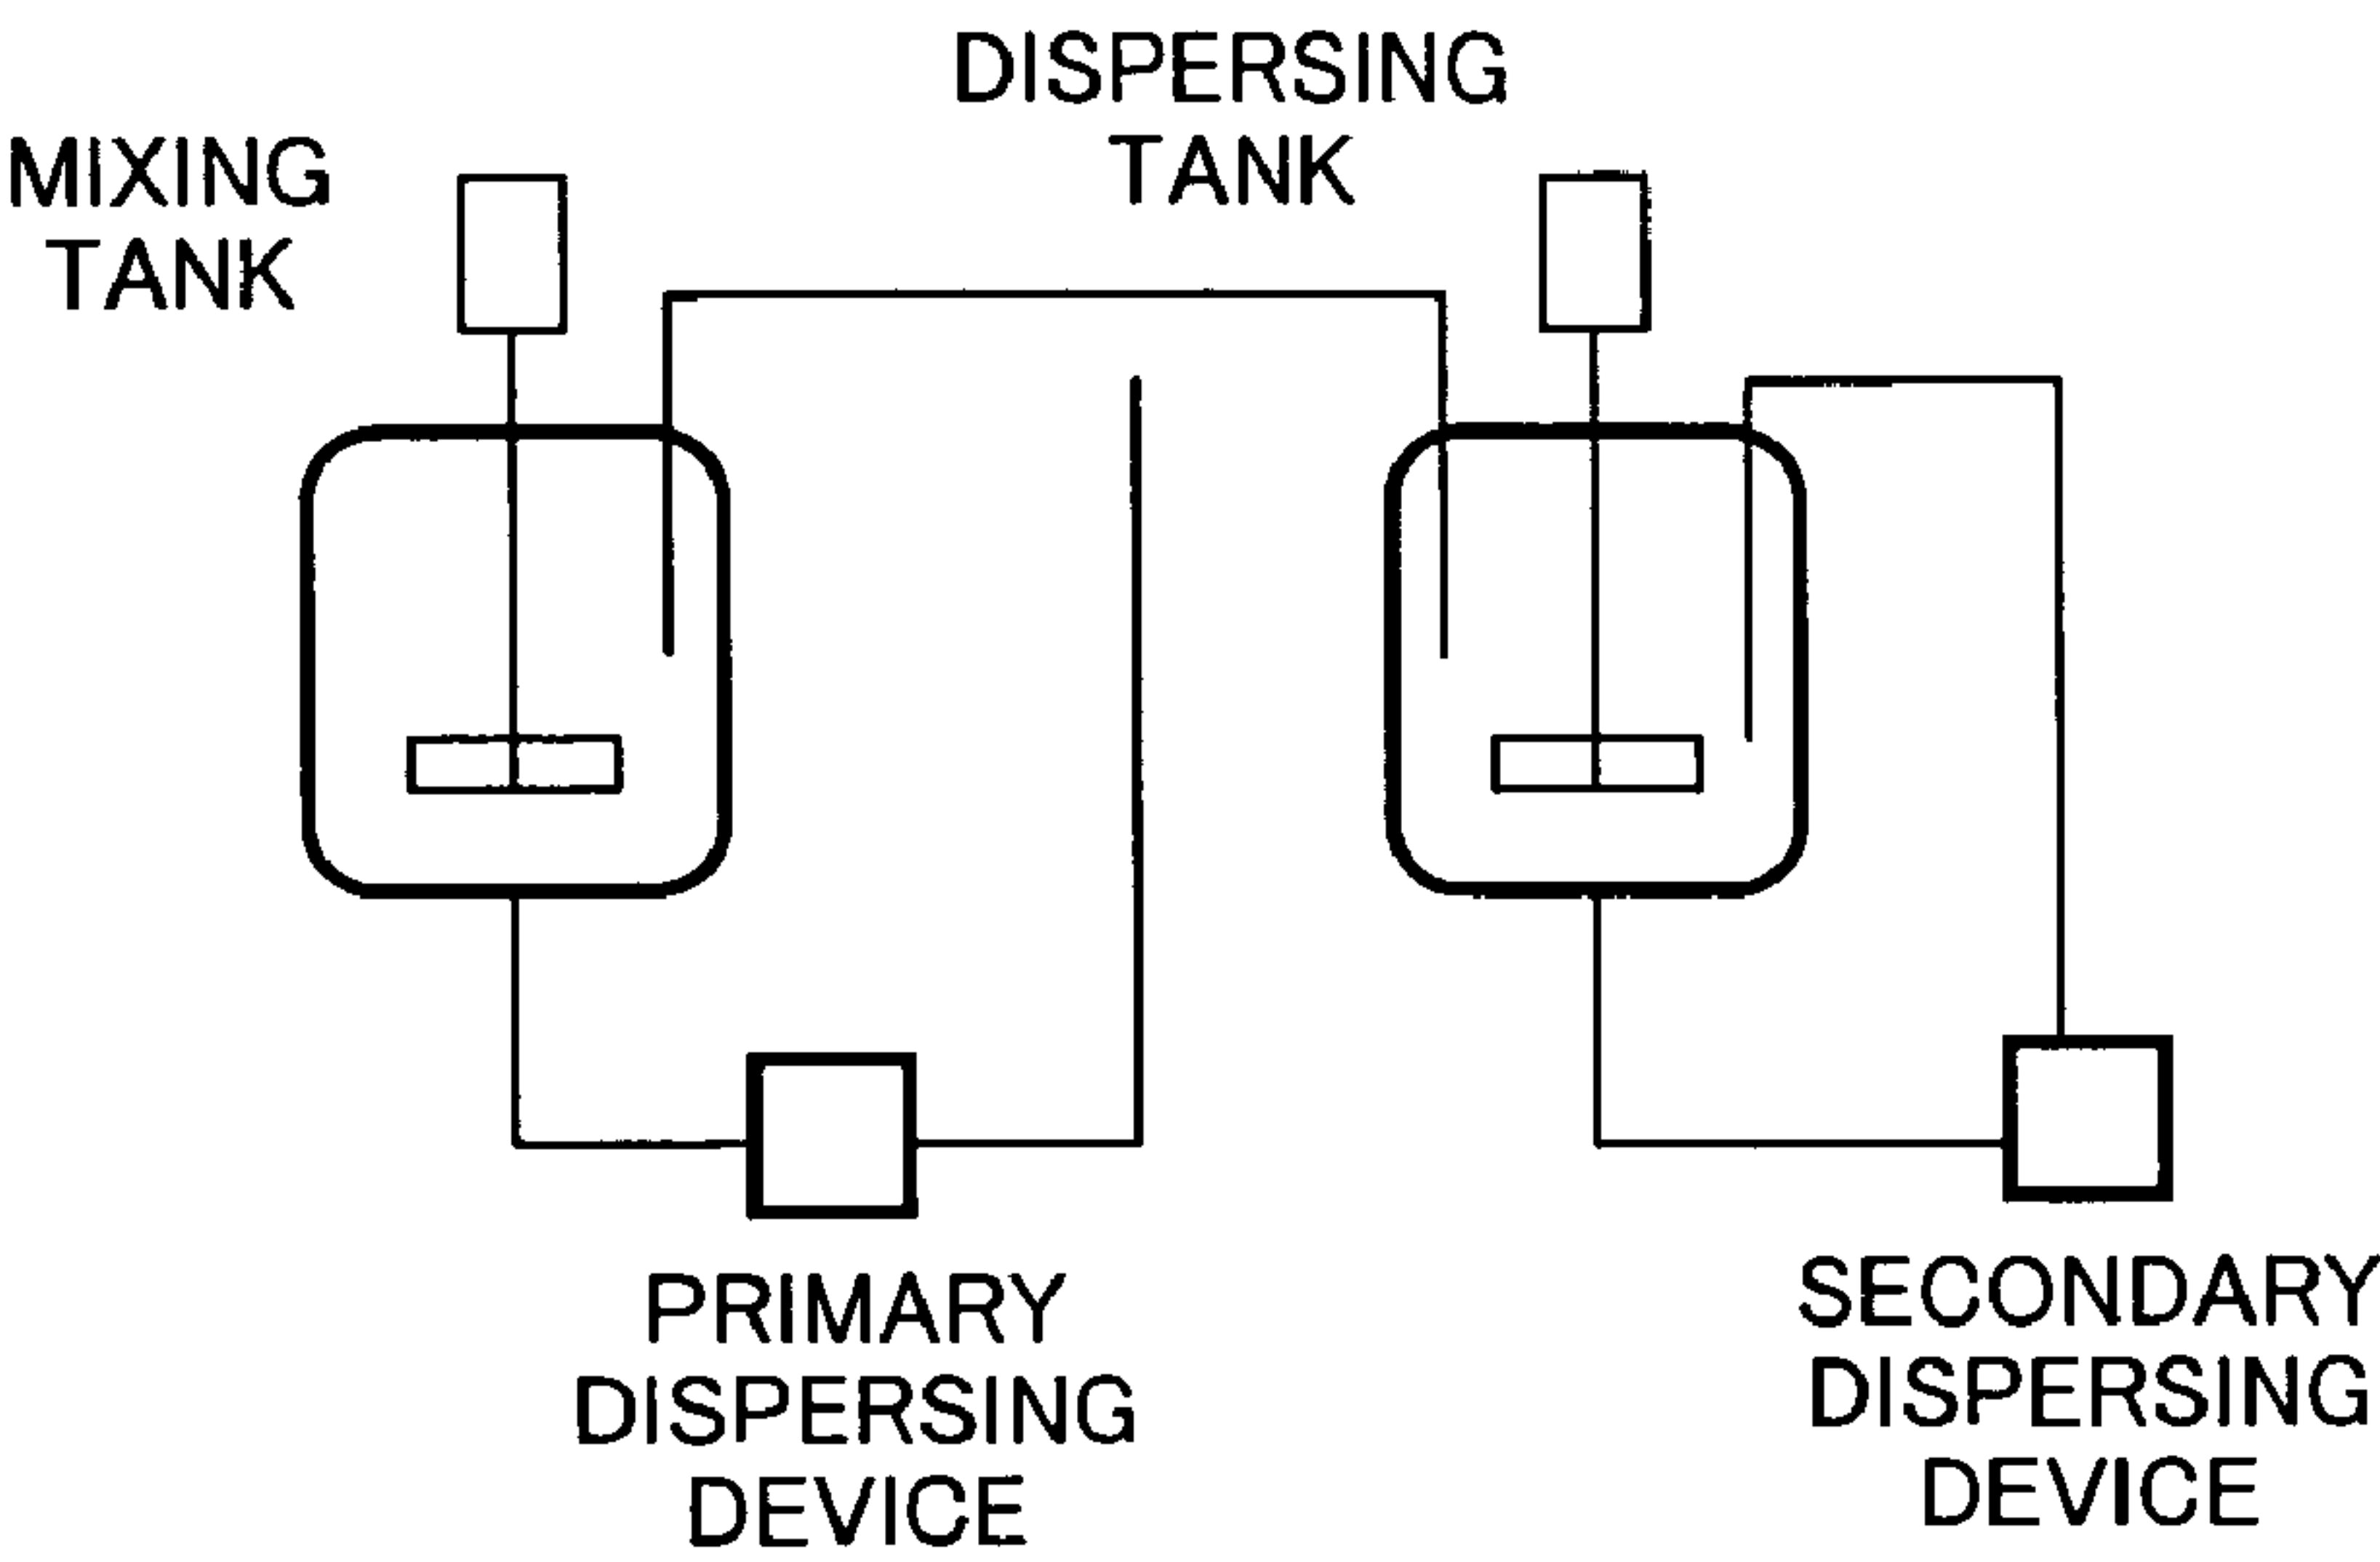 MIXING
TANK
DISPERSING
TANK
PRIMARY
DISPERSING
DEVICE
SECONDARY
DISPERSING
DEVICE